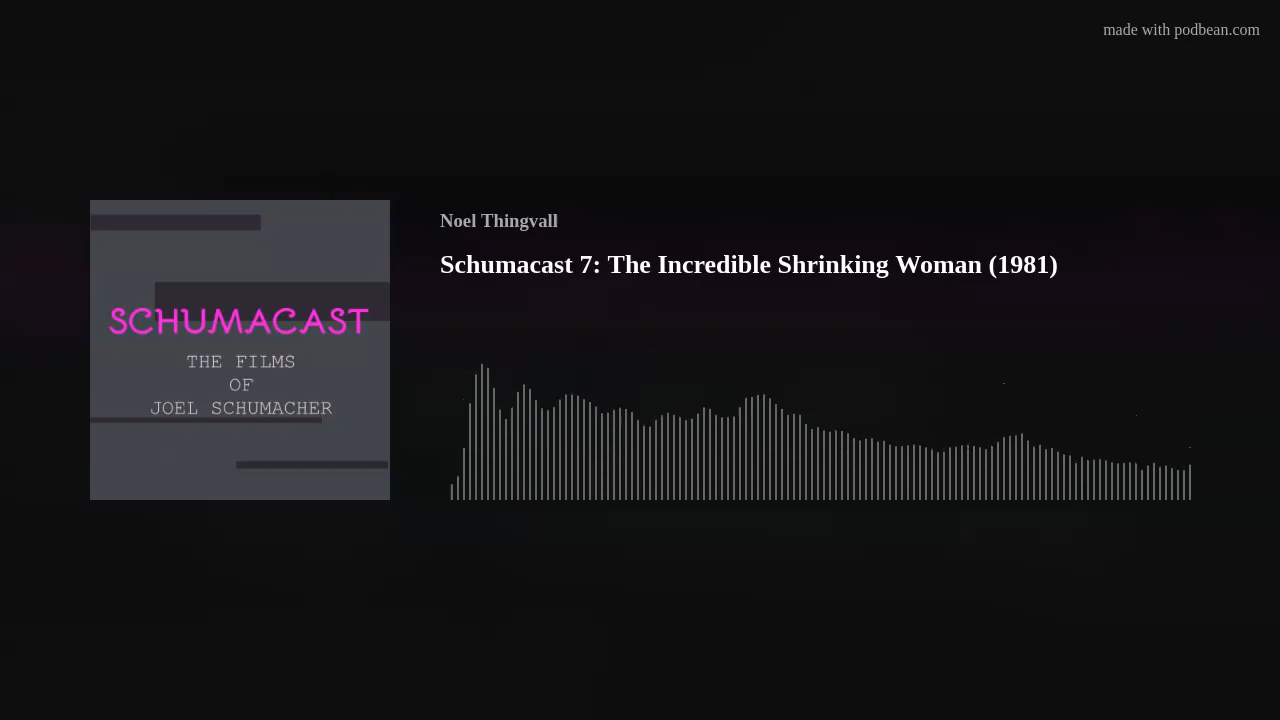 made with podbean.com
Noel Thingvall
Schumacast 7: The Incredible Shrinking Woman (1981)
SCHUMACAST
THE FILMS
OF
JOEL SCHUMACHER